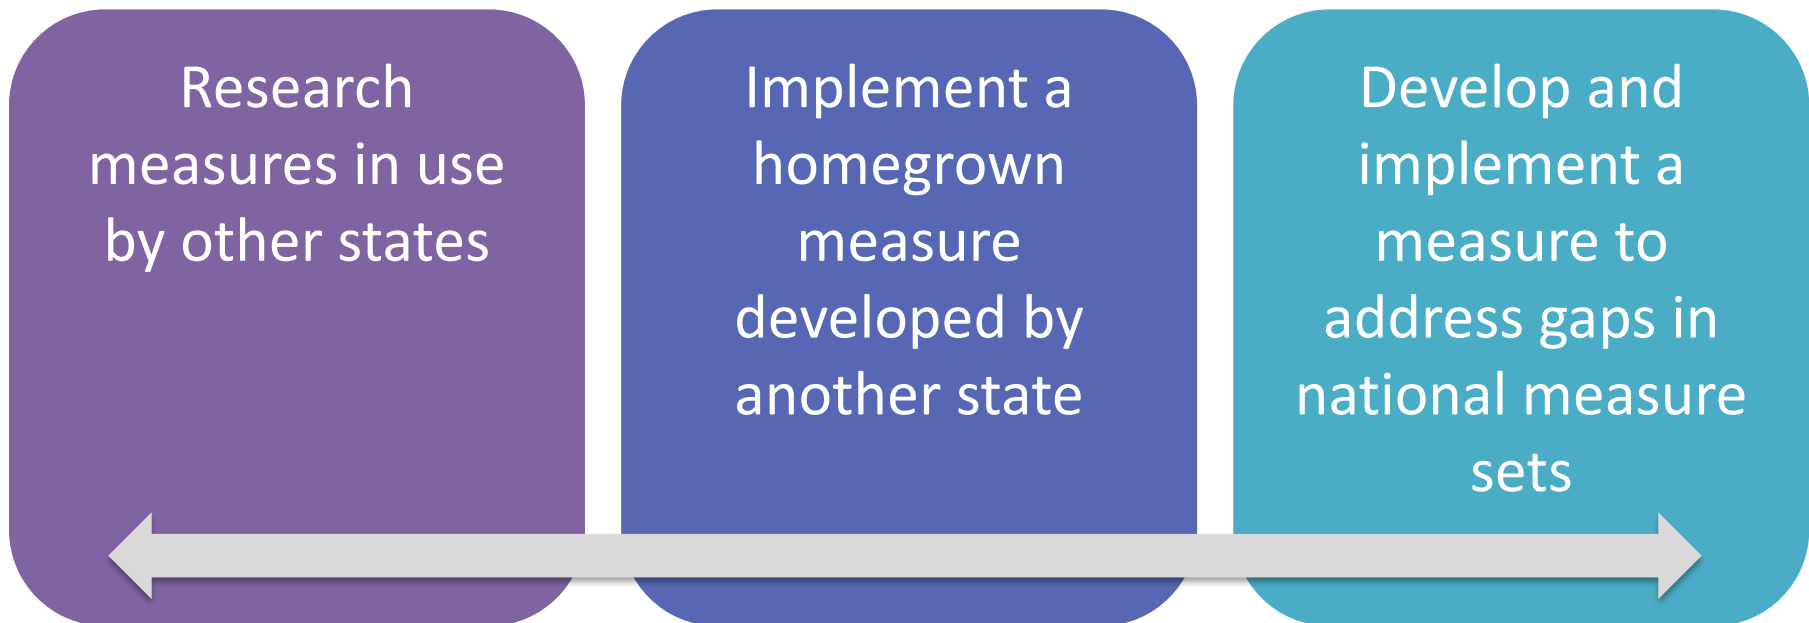 Research
measures in use
by other states
Implement a
homegrown
measure
developed by
another state
Develop and
implement a
measure to
address gaps in
national measure
sets